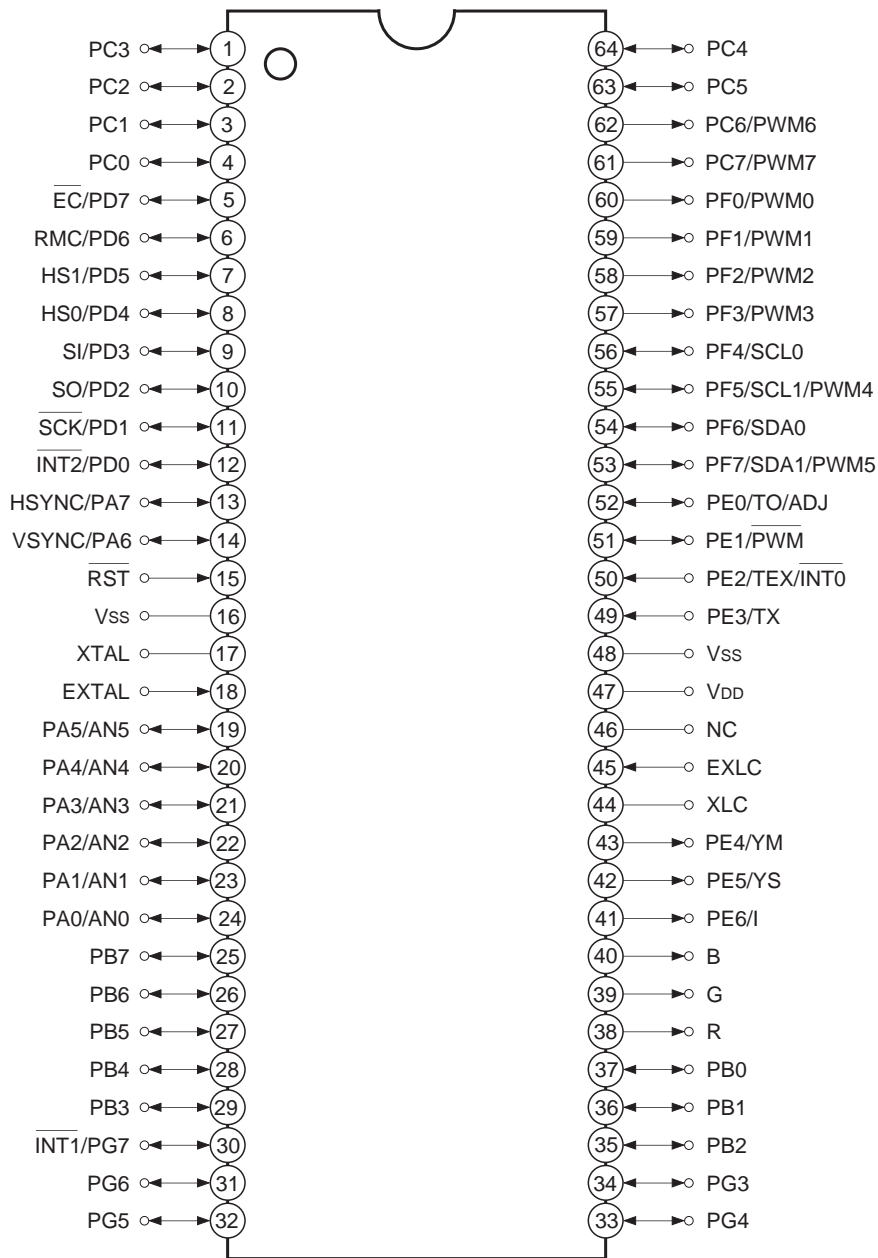 PC3 1 64 PC4
PC2 2 63 PC5
PC1 3 62 PC6/PWM6
PC0 4 61 PC7/PWM7
E̅C̅/PD7 5 60 PF0/PWM0
RMC/PD6 6 59 PF1/PWM1
HS1/PD5 7 58 PF2/PWM2
HS0/PD4 8 57 PF3/PWM3
SI/PD3 9 56 PF4/SCL0
SO/PD2 10 55 PF5/SCL1/PWM4
S̅C̅K̅/PD1 11 54 PF6/SDA0
I̅N̅T̅2̅/PD0 12 53 PF7/SDA1/PWM5
HSYNC/PA7 13 52 PE0/TO/ADJ
VSYNC/PA6 14 51 PE1/P̅W̅M̅
R̅S̅T̅ 15 50 PE2/TEX/I̅N̅T̅0̅
Vss 16 49 PE3/TX
XTAL 17 48 Vss
EXTAL 18 47 VDD
PA5/AN5 19 46 NC
PA4/AN4 20 45 EXLC
PA3/AN3 21 44 XLC
PA2/AN2 22 43 PE4/YM
PA1/AN1 23 42 PE5/YS
PA0/AN0 24 41 PE6/I
PB7 25 40 B
PB6 26 39 G
PB5 27 38 R
PB4 28 37 PB0
PB3 29 36 PB1
I̅N̅T̅1̅/PG7 30 35 PB2
PG6 31 34 PG3
PG5 32 33 PG4